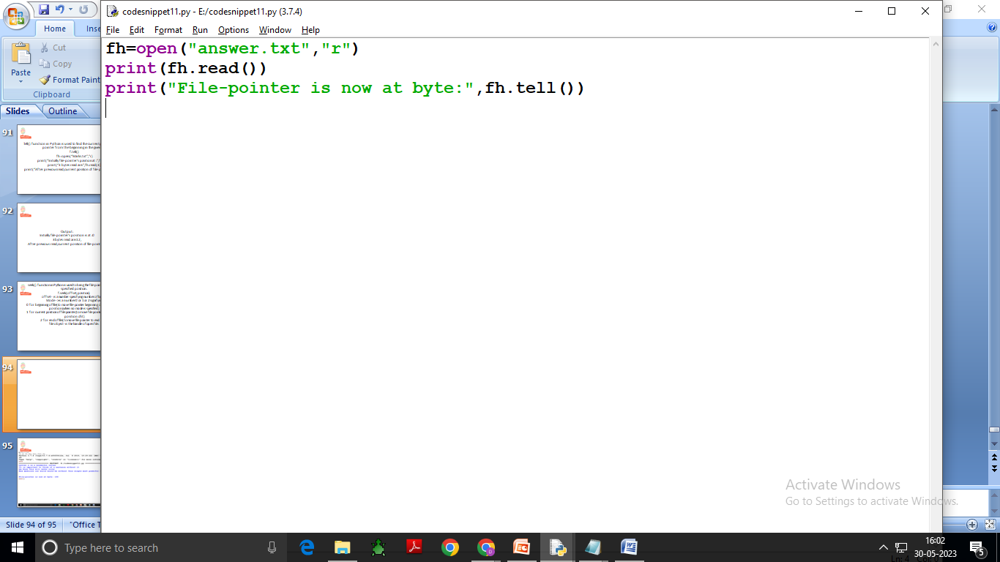 codesnippet11.py - E:/codesnippet11.py (3.7.4)
File Edit Format Run Options Window Help
fh=open("answer.txt","r")
print(fh.read())
print("File-pointer is now at byte:",fh.tell())
Home Inse
Paste
Cut
Copy
Format Paint
Clipboard
Slides Outline
91
92
Output:
93
94
95
Activate Windows
Go to Settings to activate Windows.
Slide 94 of 95 "Office T
Type here to search
16:02
30-05-2023
5